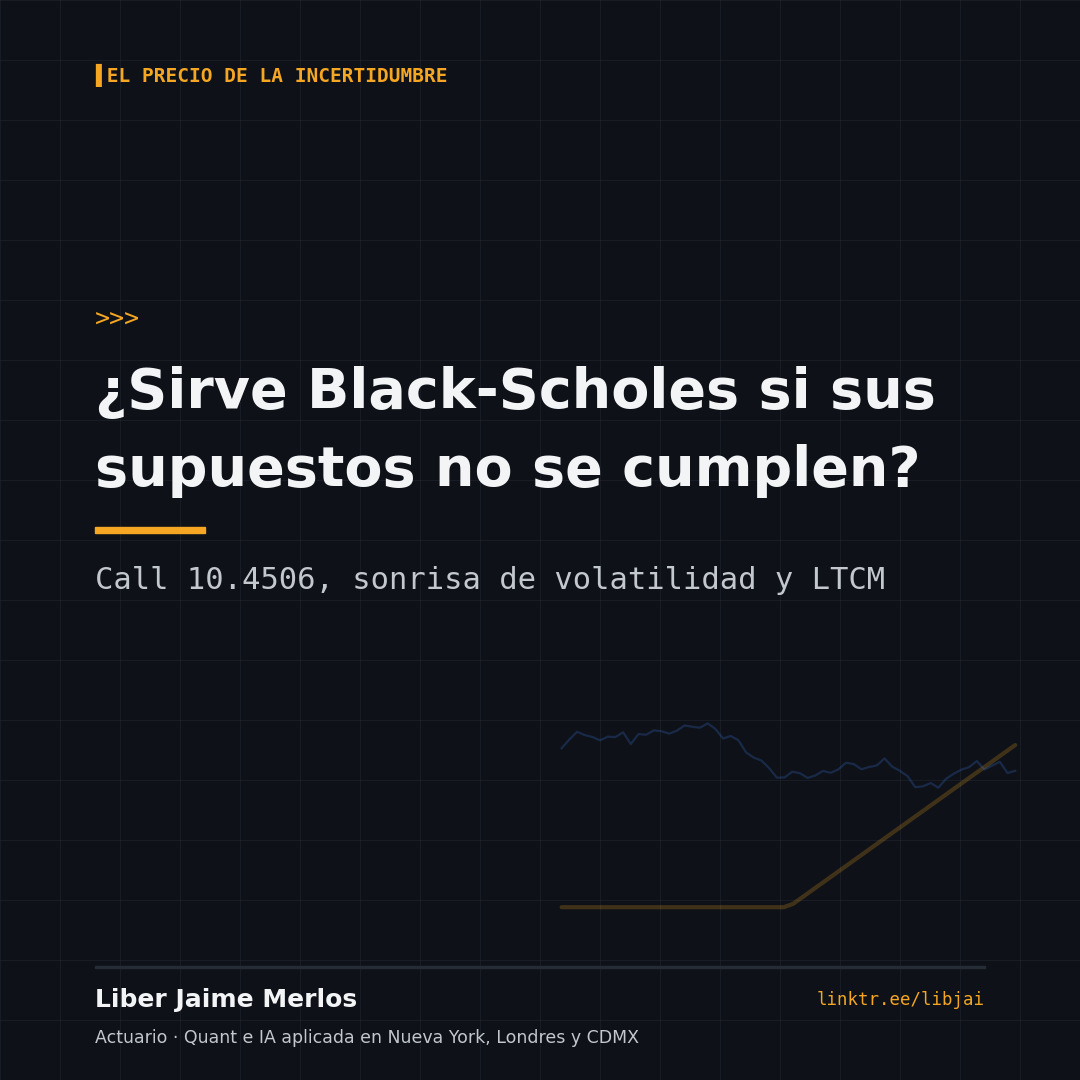 EL PRECIO DE LA INCERTIDUMBRE
>>>
¿Sirve Black-Scholes si sus
supuestos no se cumplen?
Call 10.4506, sonrisa de volatilidad y LTCM
Liber Jaime Merlos
linktr.ee/libjai
Actuario · Quant e IA aplicada en Nueva York, Londres y CDMX